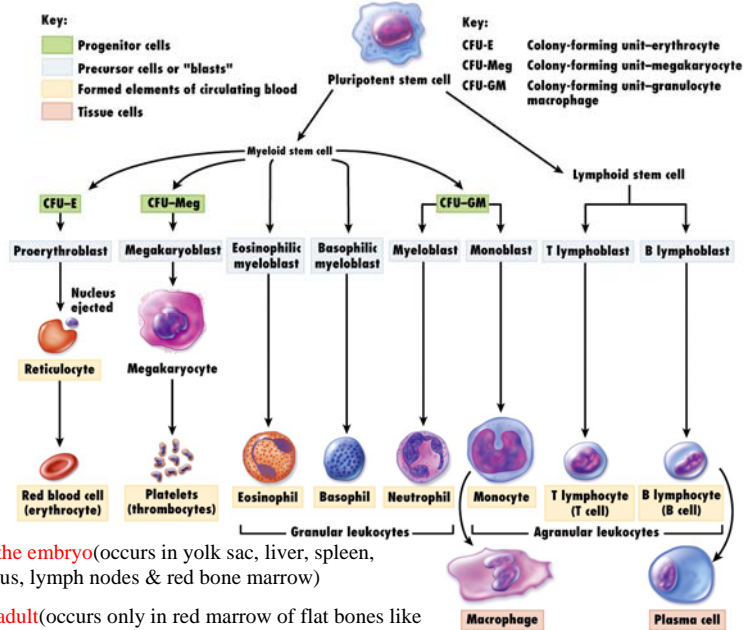 Key:
Progenitor cells
Precursor cells or "blasts"
Formed elements of circulating blood
Tissue cells
Key:
CFU-E Colony-forming unit–erythrocyte
CFU-Meg Colony-forming unit–megakaryocyte
CFU-GM Colony-forming unit–granulocyte
macrophage
Pluripotent stem cell
Myeloid stem cell
Lymphoid stem cell
CFU–E
CFU–Meg
CFU–GM
Proerythroblast
Megakaryoblast
Eosinophilic
myeloblast
Basophilic
myeloblast
Myeloblast
Monoblast
T lymphoblast
B lymphoblast
Nucleus
ejected
Reticulocyte
Megakaryocyte
Red blood cell
(erythrocyte)
Platelets
(thrombocytes)
Eosinophil
Basophil
Neutrophil
Monocyte
T lymphocyte
(T cell)
B lymphocyte
(B cell)
Granular leukocytes
Agranular leukocytes
the embryo(occurs in yolk sac, liver, spleen,
us, lymph nodes & red bone marrow)
adult(occurs only in red marrow of flat bones like
Macrophage
Plasma cell